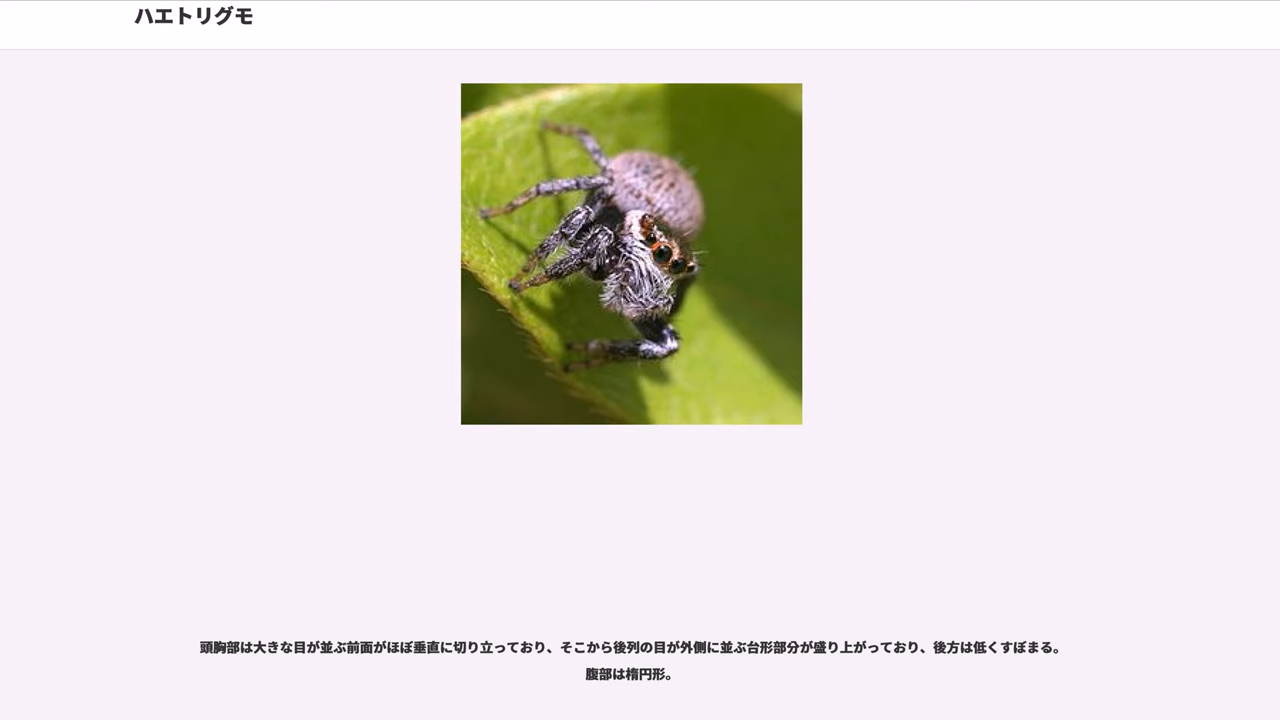 ハエトリグモ
頭胸部は大きな目が並ぶ前面がほぼ垂直に切り立っており、そこから後列の目が外側に並ぶ台形部分が盛り上がっており、後方は低くすぼまる。
腹部は楕円形。